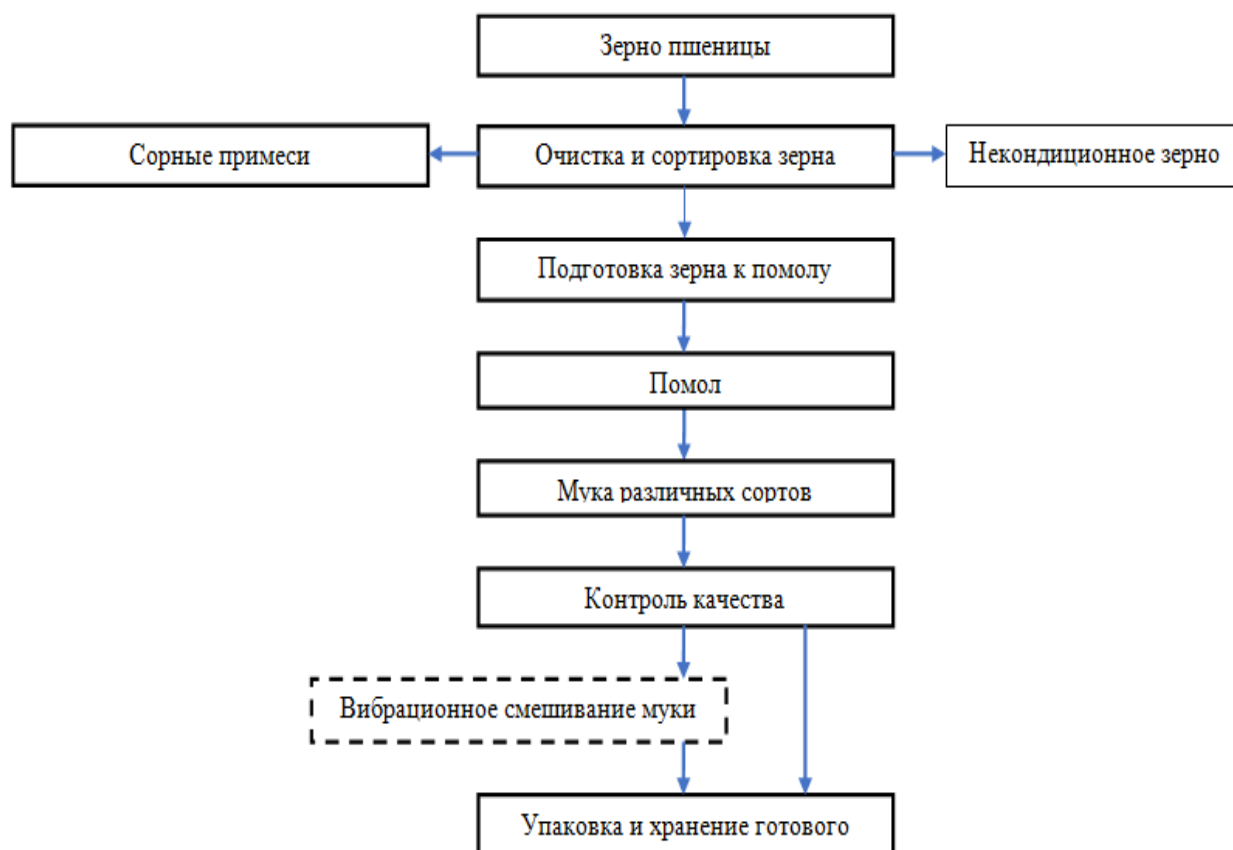 Зерно пшеницы
Сорные примеси
Очистка и сортировка зерна
Некондиционное зерно
Подготовка зерна к помолу
Помол
Мука различных сортов
Контроль качества
Вибрационное смешивание муки
Упаковка и хранение готового